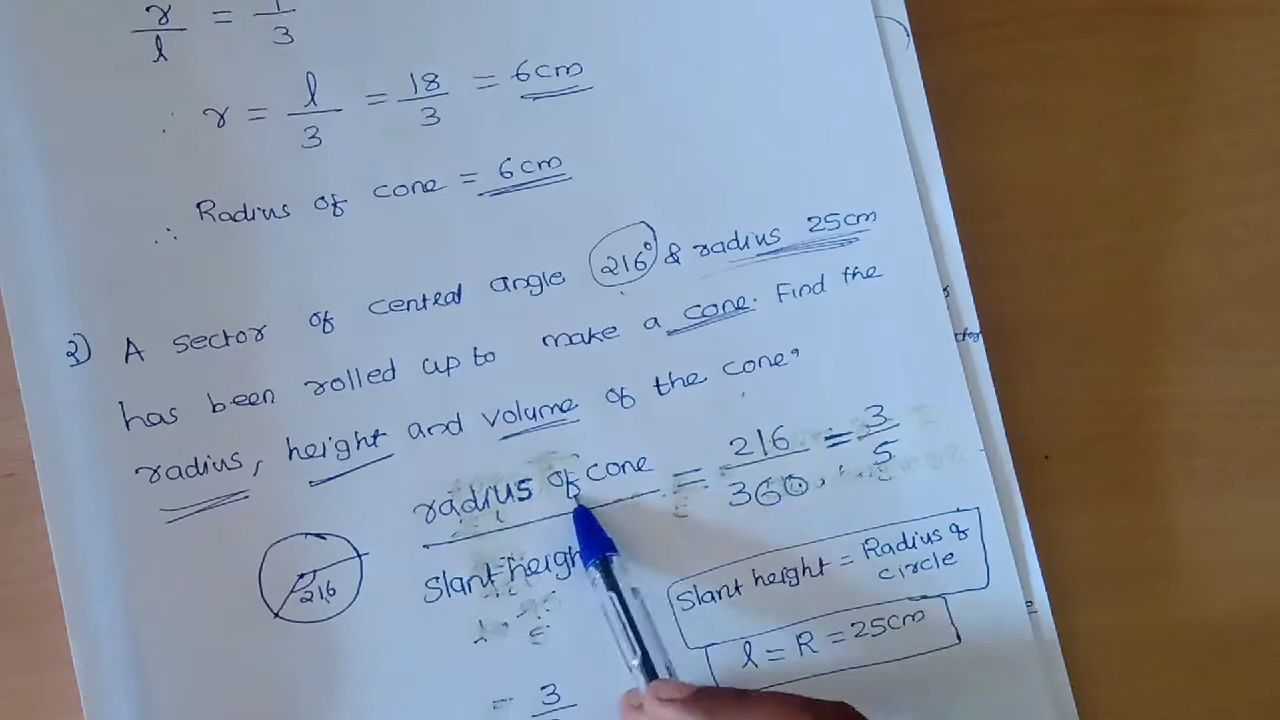 r/l = 1/3
∴ r = l/3 = 18/3 = 6cm
∴ Radius of cone = 6cm
3) A sector of central angle 216° & radius 25cm
has been rolled up to make a cone. Find the
radius, height and volume of the cone?
radius of cone / Slant heigh = 216/360 = 3/5
216
Slant height = Radius of
circle
l = R = 25cm
= 3